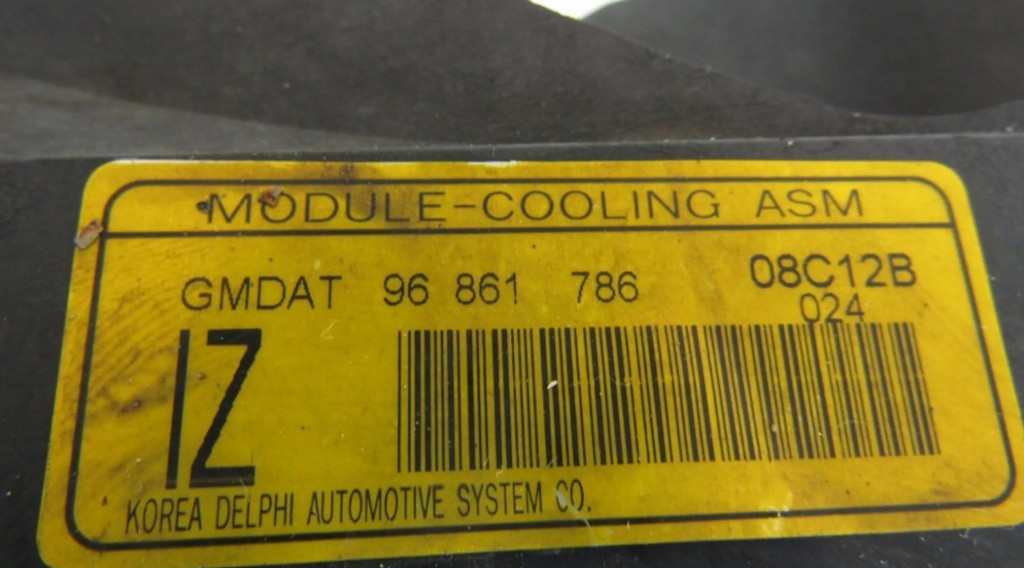 MODULE-COOLING ASM
GMDAT 96 861 786 08C12B
024
IZ
KOREA DELPHI AUTOMOTIVE SYSTEM CO.